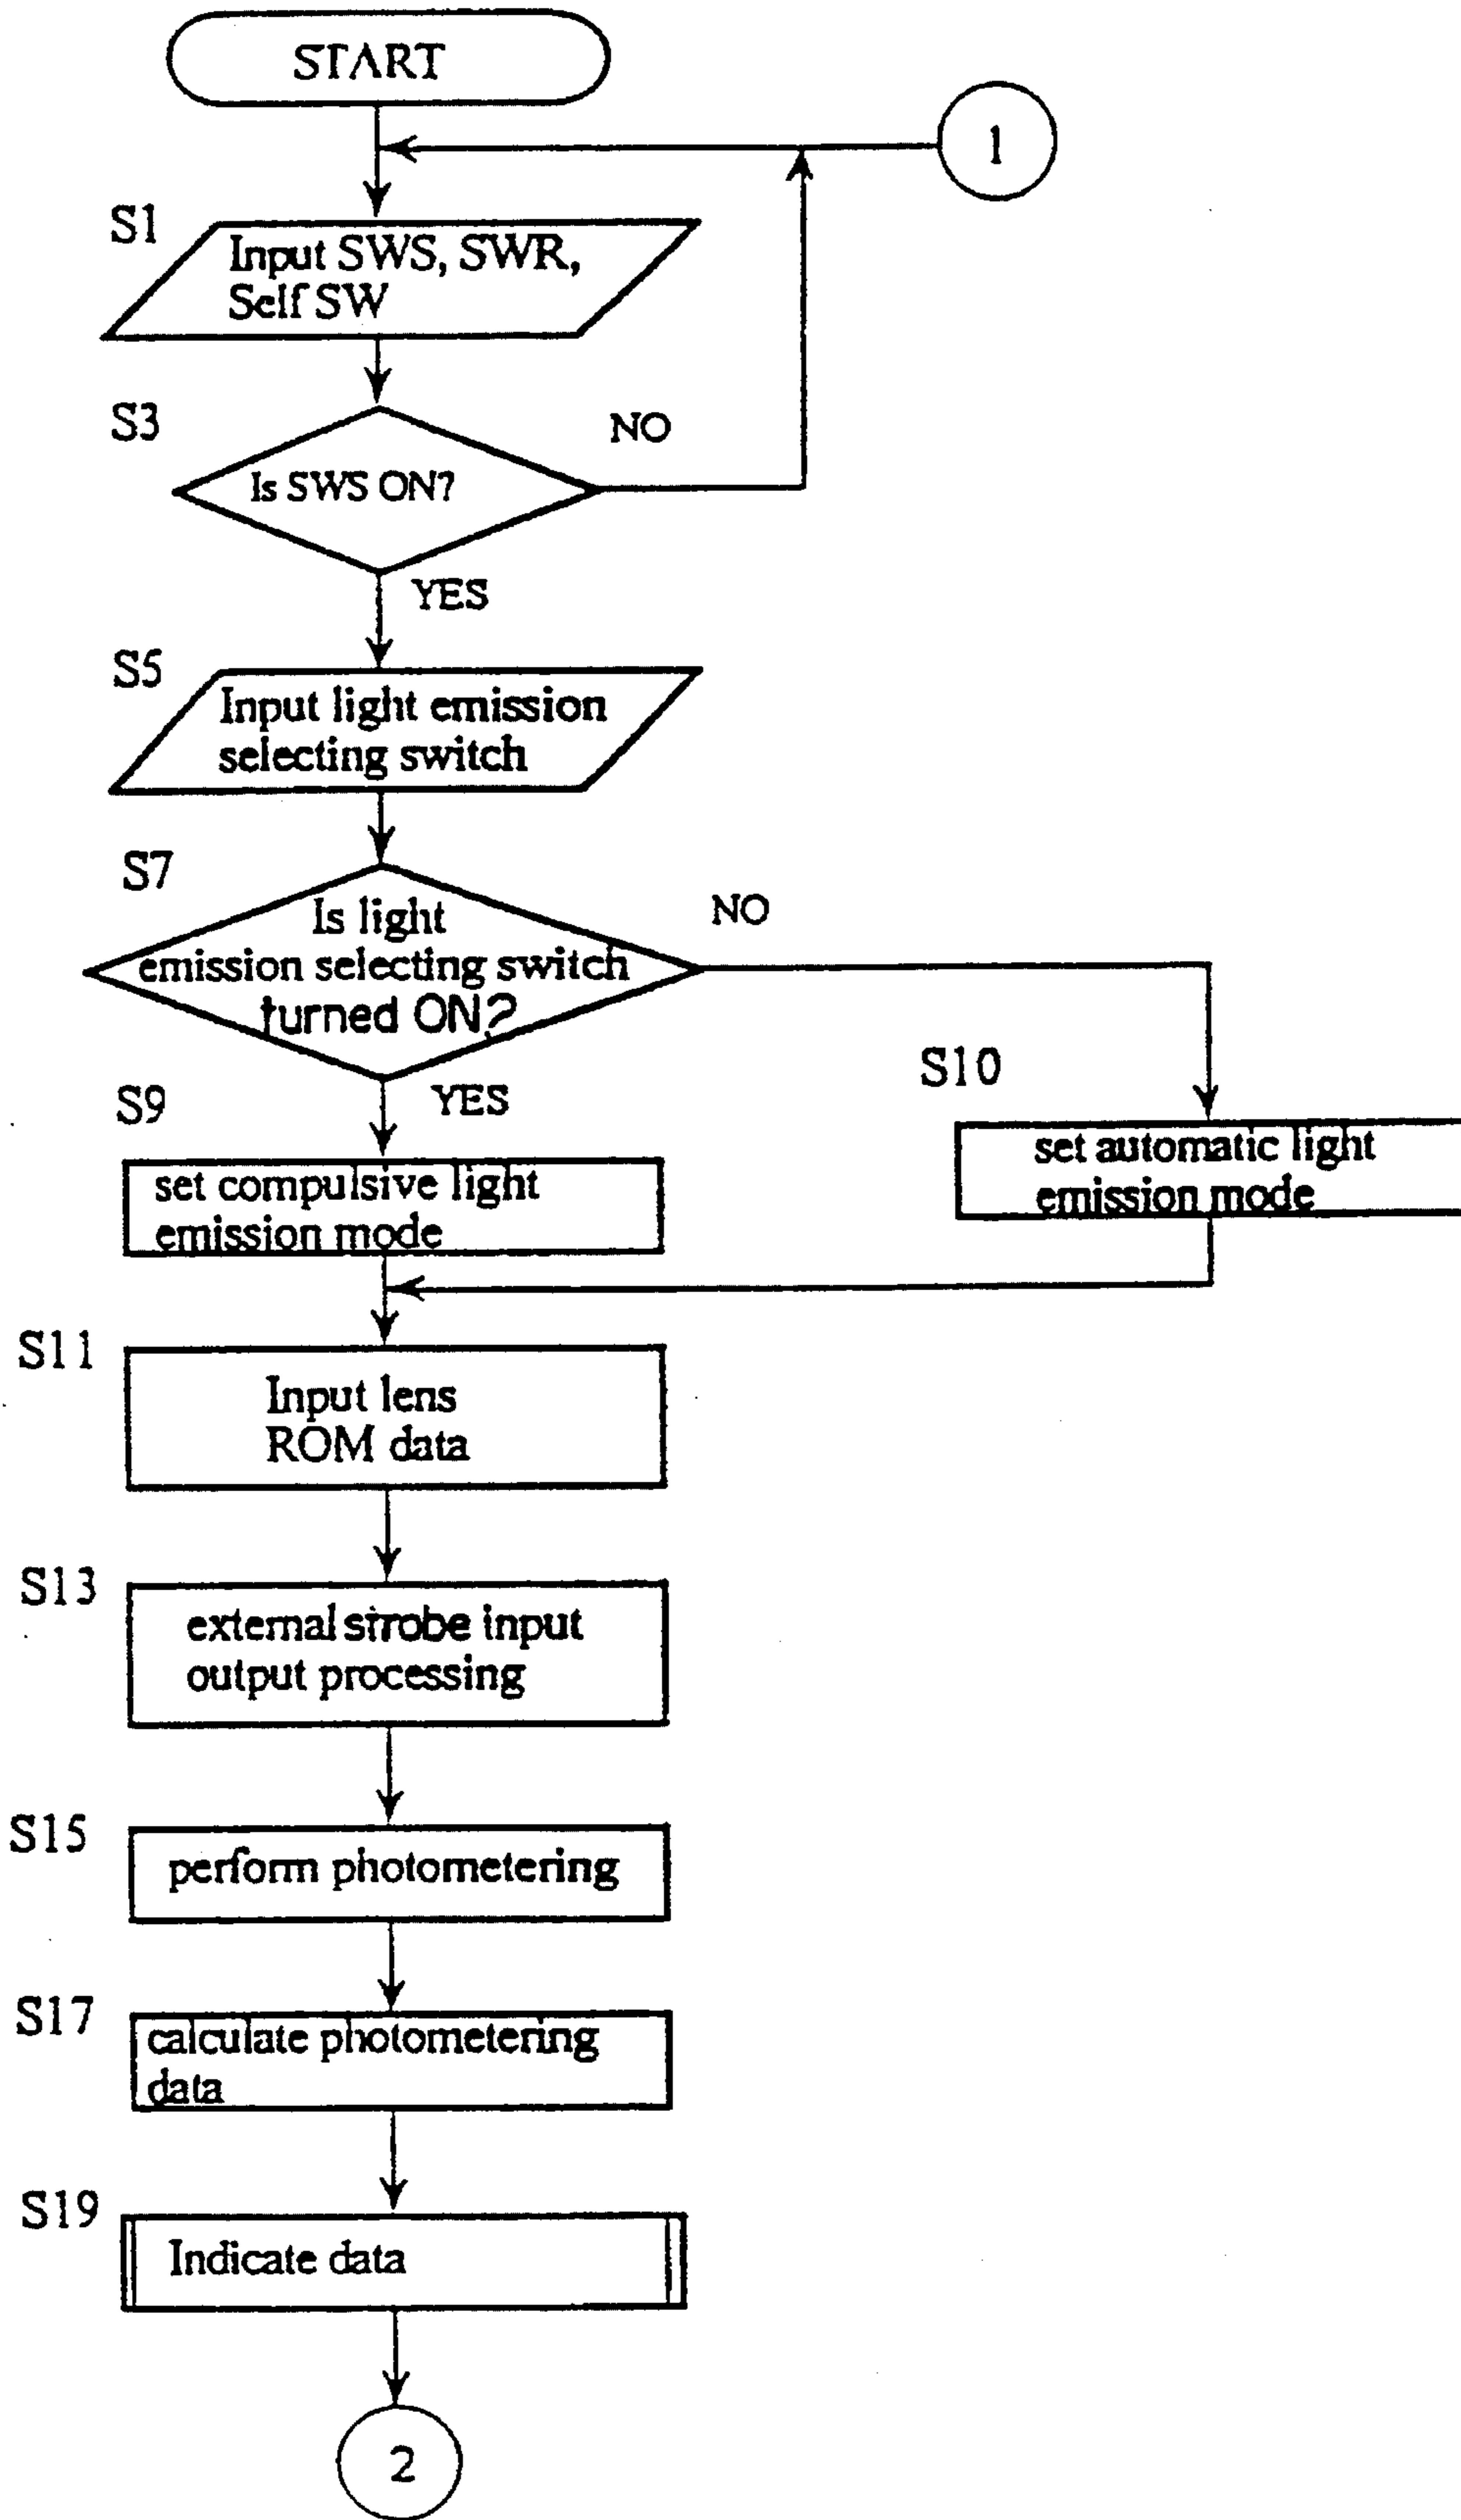 START
1
S1
Input SWS, SWR,
Self SW
S3
NO
Is SWS ON?
YES
S5
Input light emission
selecting switch
S7
NO
Is light
emission selecting switch
turned ON?
S10
S9
YES
set automatic light
emission mode
set compulsive light
emission mode
S11
Input lens
ROM data
S13
external strobe input
output processing
S15
perform photometering
S17
calculate photometering
data
S19
Indicate data
2